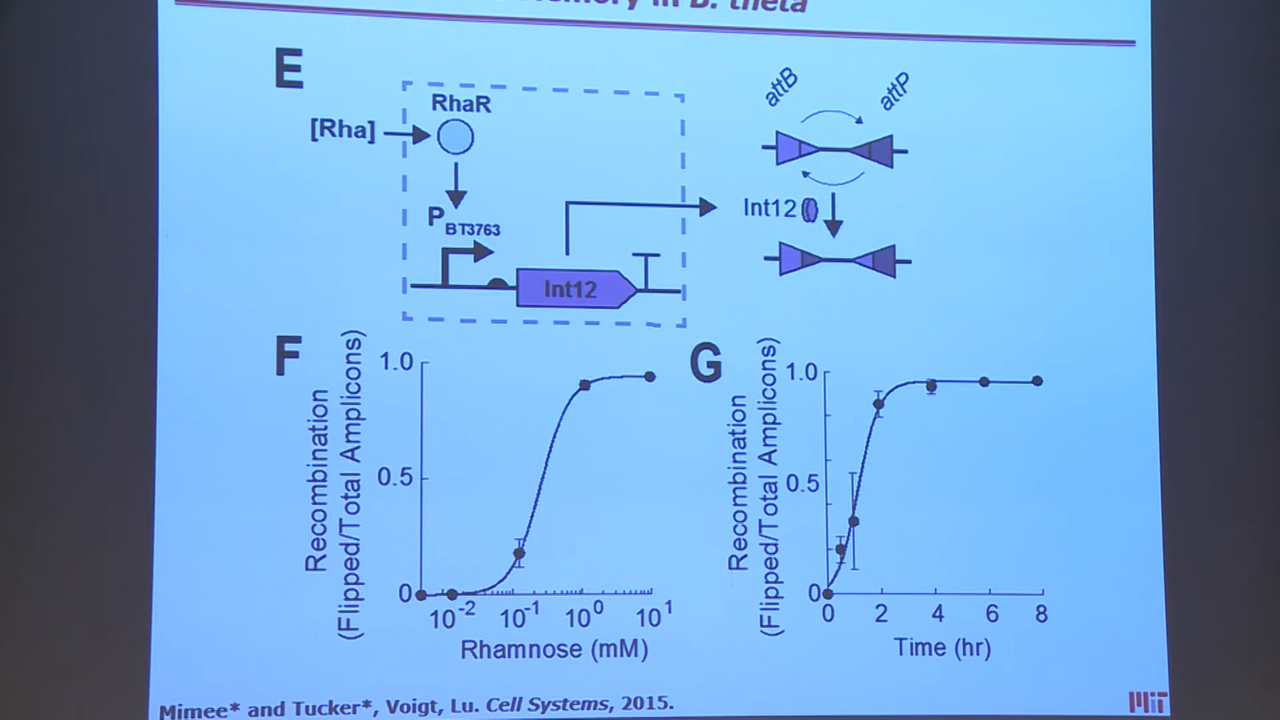 in B. theta
E
RhaR
[Rha]
P BT3763
Int12
attB
attP
Int12
F
Recombination
(Flipped/Total Amplicons)
1.0
0.5
0
10-2
10-1
100
101
Rhamnose (mM)
G
Recombination
(Flipped/Total Amplicons)
1.0
0.5
0
0
2
4
6
8
Time (hr)
Mimee* and Tucker*, Voigt, Lu. Cell Systems, 2015.
MIT